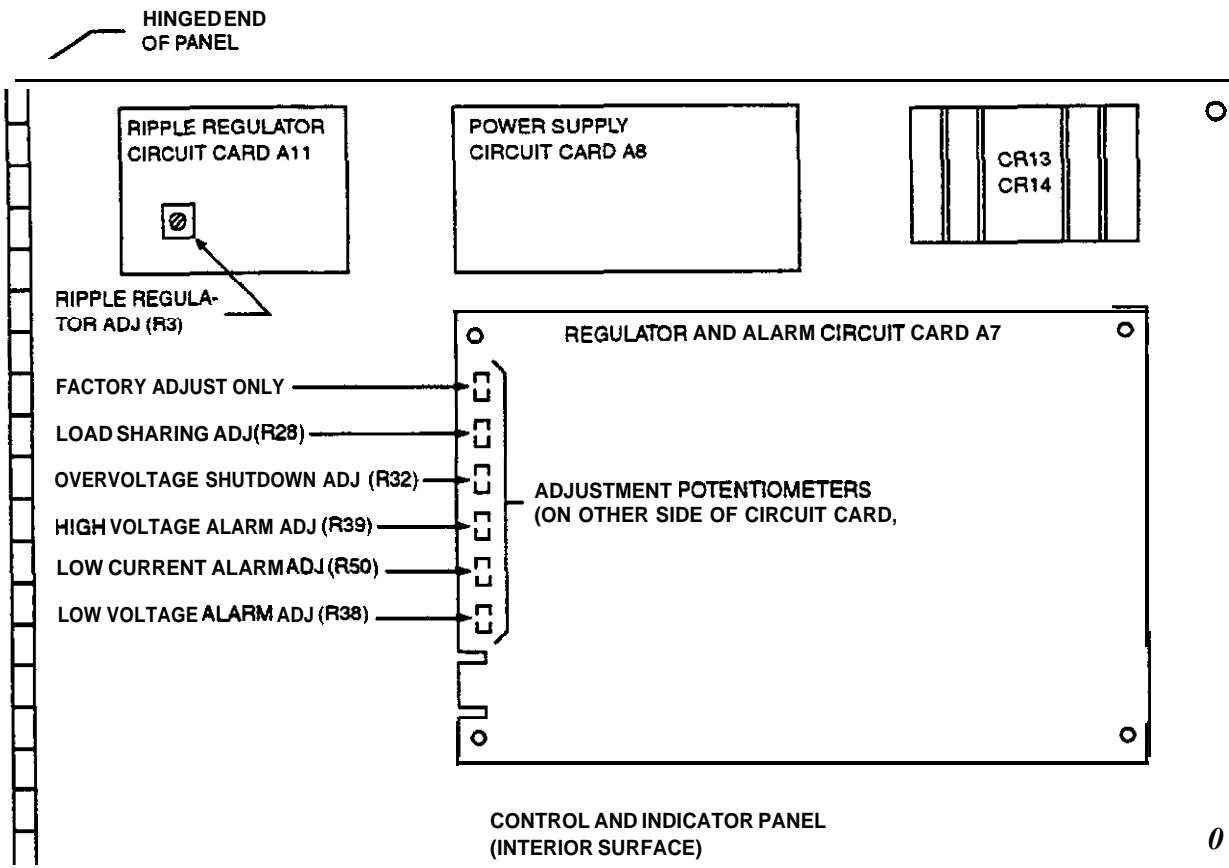 HINGED END
OF PANEL
RIPPLE REGULATOR
CIRCUIT CARD A11
POWER SUPPLY
CIRCUIT CARD A8
CR13
CR14
RIPPLE REGULA-
TOR ADJ (R3)
REGULATOR AND ALARM CIRCUIT CARD A7
FACTORY ADJUST ONLY
LOAD SHARING ADJ(R28)
OVERVOLTAGE SHUTDOWN ADJ (R32)
HIGH VOLTAGE ALARM ADJ (R39)
LOW CURRENT ALARM ADJ (R50)
LOW VOLTAGE ALARM ADJ (R38)
ADJUSTMENT POTENTIOMETERS
(ON OTHER SIDE OF CIRCUIT CARD,
CONTROL AND INDICATOR PANEL
(INTERIOR SURFACE)
0